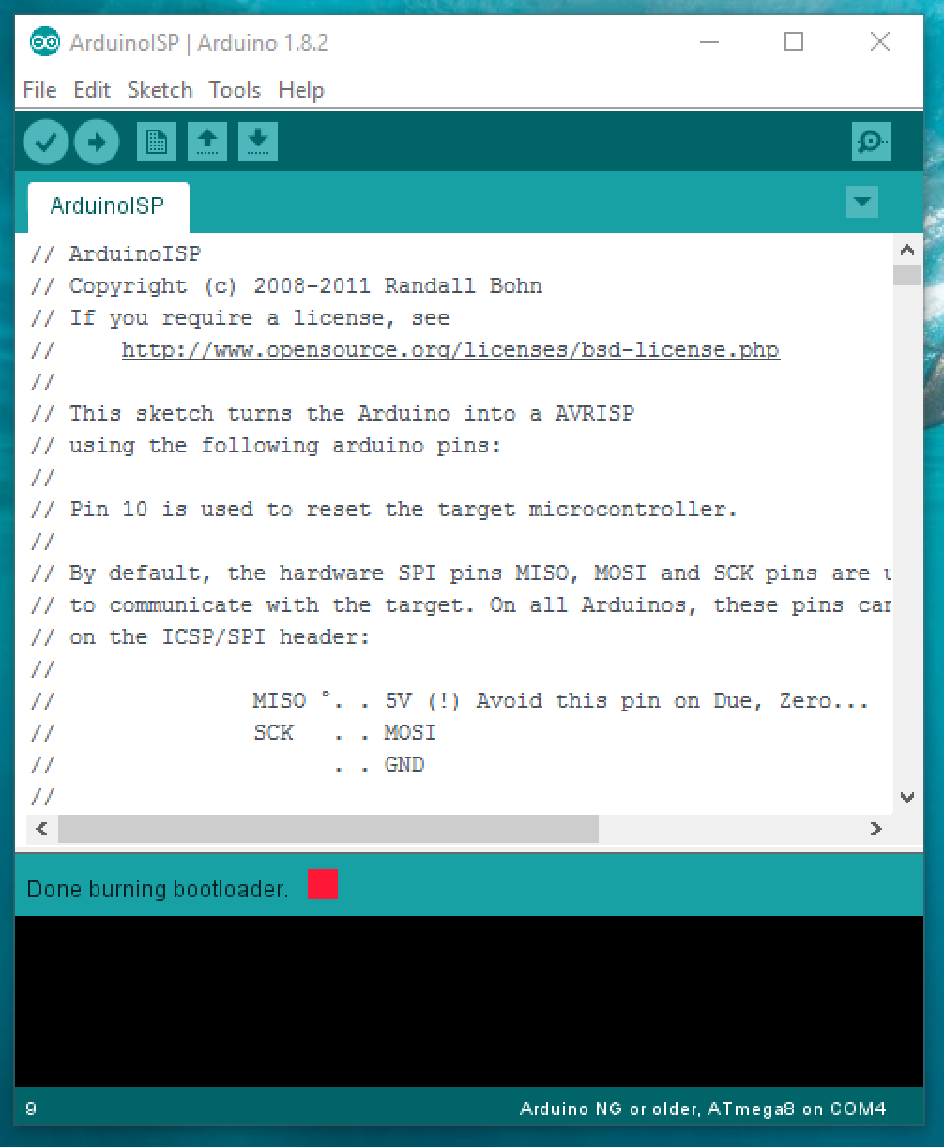 ArduinoISP | Arduino 1.8.2
File Edit Sketch Tools Help
ArduinoISP
// ArduinoISP
// Copyright (c) 2008-2011 Randall Bohn
// If you require a license, see
//     http://www.opensource.org/licenses/bsd-license.php
//
// This sketch turns the Arduino into a AVRISP
// using the following arduino pins:
//
// Pin 10 is used to reset the target microcontroller.
//
// By default, the hardware SPI pins MISO, MOSI and SCK pins are u
// to communicate with the target. On all Arduinos, these pins can
// on the ICSP/SPI header:
//
//               MISO °. . 5V (!) Avoid this pin on Due, Zero...
//               SCK   . . MOSI
//                     . . GND
//
Done burning bootloader.
9 Arduino NG or older, ATmega8 on COM4